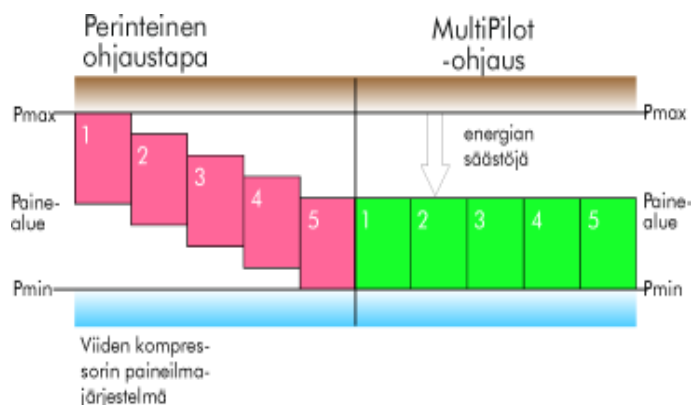 Perinteinen
ohjaustapa
MultiPilot
-ohjaus
Pmax
Pmax
energian
säästöjä
1
2
3
4
5
1
2
3
4
5
Paine-
alue
Paine-
alue
Pmin
Pmin
Viiden kompres-
sorin paineilma-
järjestelmä